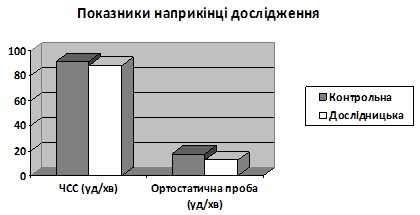 Показники наприкінці дослідження
100
80
60
40
20
0
ЧСС (уд/хв)
Ортостатична проба
(уд/хв)
Контрольна
Дослідницька